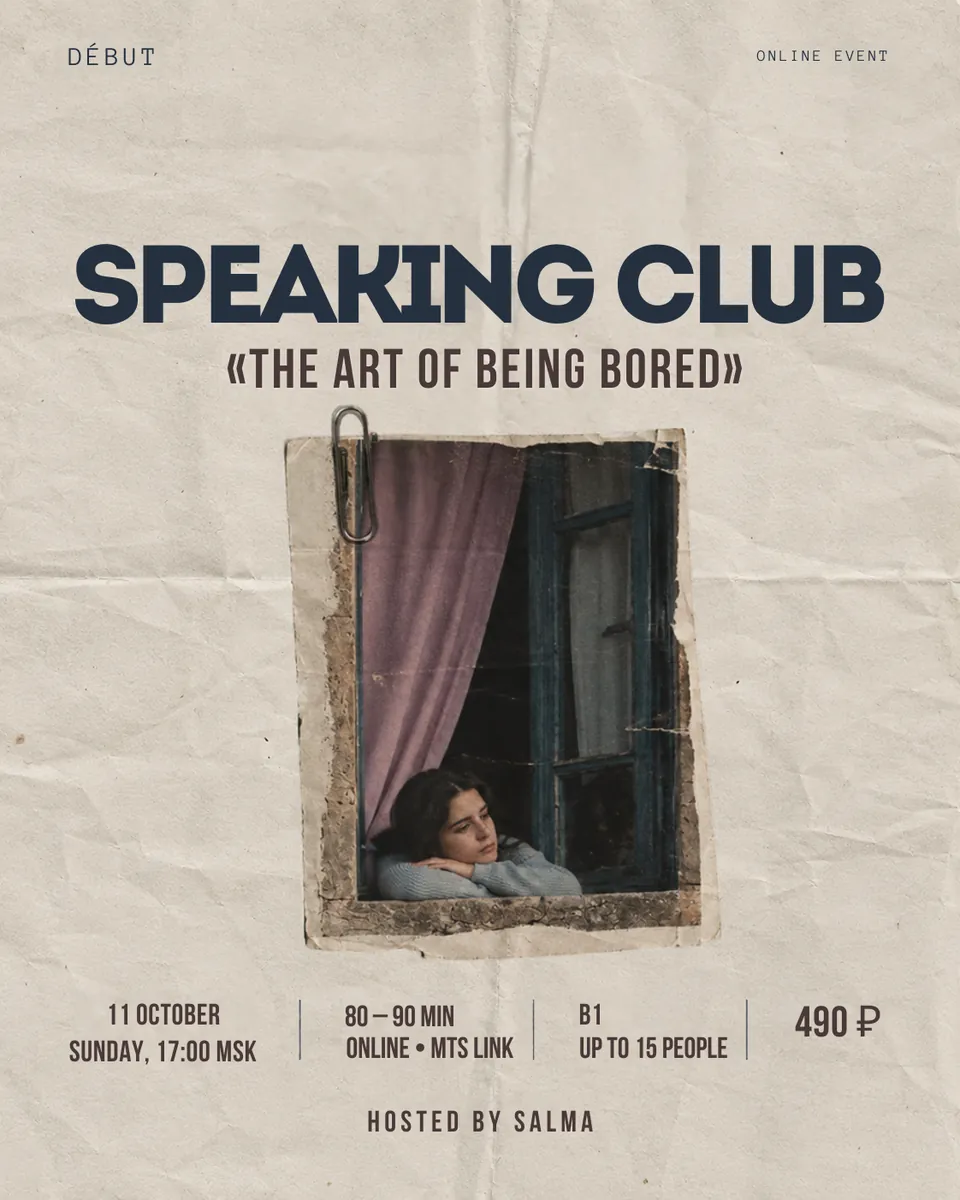 DÉBUT
ONLINE EVENT
SPEAKING CLUB
«THE ART OF BEING BORED»
11 OCTOBER
SUNDAY, 17:00 MSK
80 – 90 MIN
ONLINE • MTS LINK
B1
UP TO 15 PEOPLE
490 ₽
HOSTED BY SALMA